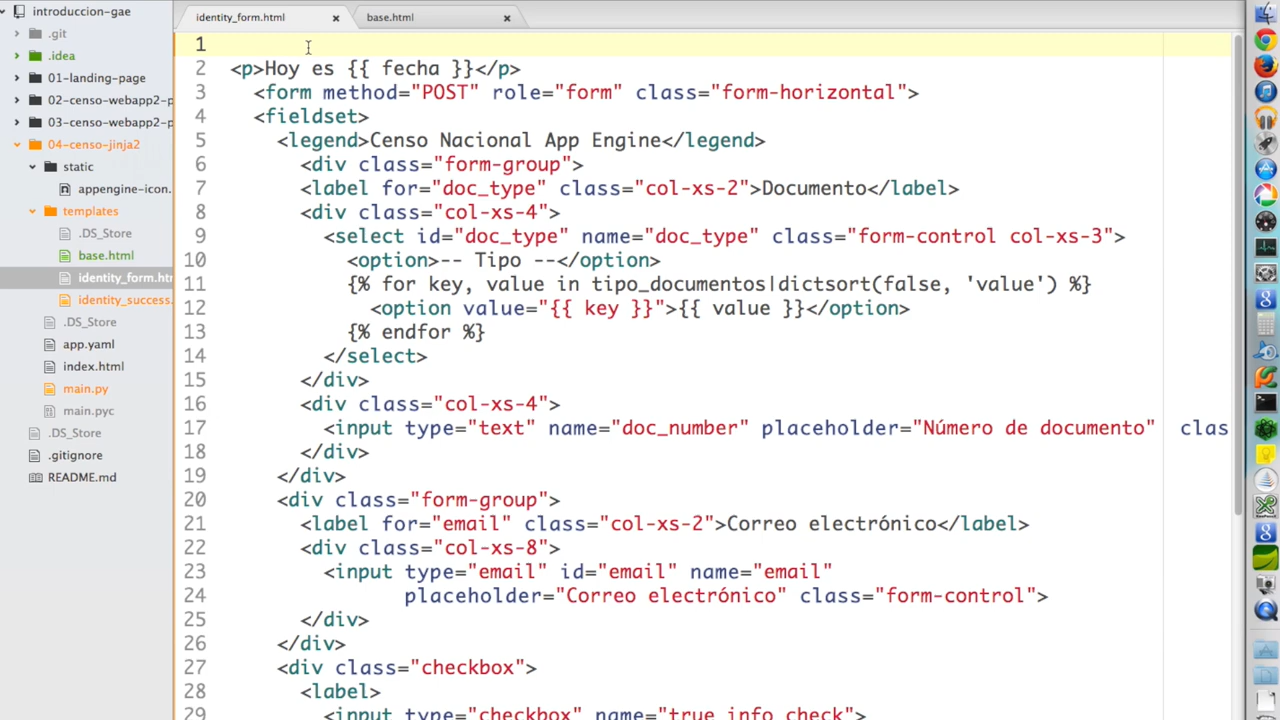 introduccion-gae
.git
.idea
01-landing-page
02-censo-webapp2-p
03-censo-webapp2-p
04-censo-jinja2
static
appengine-icon.
templates
.DS_Store
base.html
identity_form.ht
identity_success.
.DS_Store
app.yaml
index.html
main.py
main.pyc
.DS_Store
.gitignore
README.md
identity_form.html × base.html ×
1
2 <p>Hoy es {{ fecha }}</p>
3 <form method="POST" role="form" class="form-horizontal">
4 <fieldset>
5 <legend>Censo Nacional App Engine</legend>
6 <div class="form-group">
7 <label for="doc_type" class="col-xs-2">Documento</label>
8 <div class="col-xs-4">
9 <select id="doc_type" name="doc_type" class="form-control col-xs-3">
10 <option>-- Tipo --</option>
11 {% for key, value in tipo_documentos|dictsort(false, 'value') %}
12 <option value="{{ key }}">{{ value }}</option>
13 {% endfor %}
14 </select>
15 </div>
16 <div class="col-xs-4">
17 <input type="text" name="doc_number" placeholder="Número de documento" clas
18 </div>
19 </div>
20 <div class="form-group">
21 <label for="email" class="col-xs-2">Correo electrónico</label>
22 <div class="col-xs-8">
23 <input type="email" id="email" name="email"
24 placeholder="Correo electrónico" class="form-control">
25 </div>
26 </div>
27 <div class="checkbox">
28 <label>
29 <input type="checkbox" name="true_info_check">